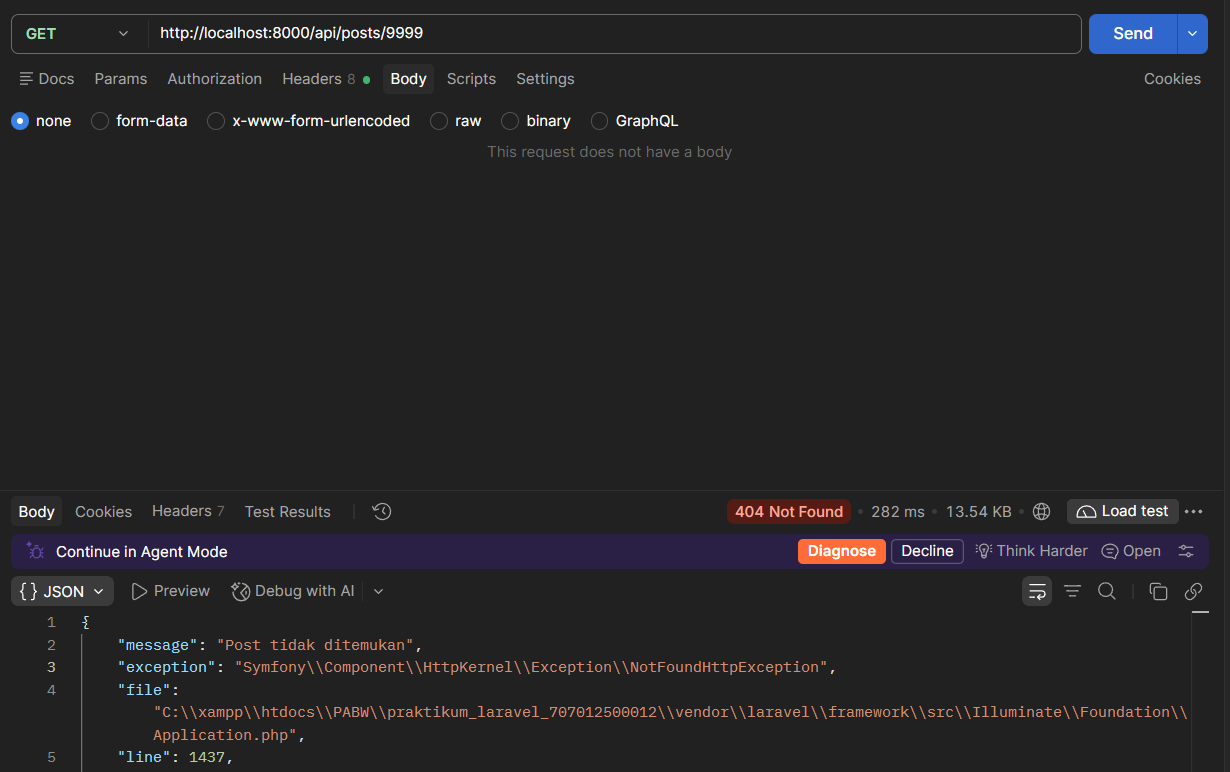 GET http://localhost:8000/api/posts/9999 Send
Docs Params Authorization Headers 8 Body Scripts Settings Cookies
none form-data x-www-form-urlencoded raw binary GraphQL
This request does not have a body
Body Cookies Headers 7 Test Results 404 Not Found • 282 ms • 13.54 KB • Load test
Continue in Agent Mode Diagnose Decline Think Harder Open
{} JSON Preview Debug with AI
1 {
2 "message": "Post tidak ditemukan",
3 "exception": "Symfony\\Component\\HttpKernel\\Exception\\NotFoundHttpException",
4 "file":
"C:\\xampp\\htdocs\\PABW\\praktikum_laravel_707012500012\\vendor\\laravel\\framework\\src\\Illuminate\\Foundation\\
Application.php",
5 "line": 1437,